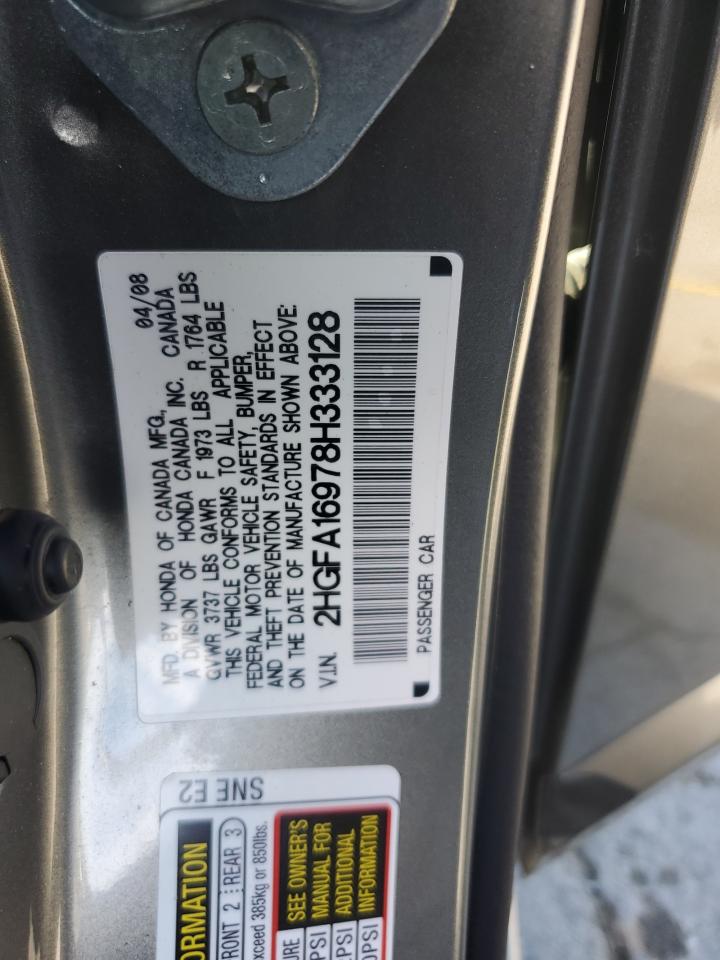 MFD. BY HONDA OF CANADA MFG., 04/08
A DIVISION OF HONDA CANADA INC. CANADA
GVWR 3737 LBS GAWR F 1973 LBS R 1764 LBS
THIS VEHICLE CONFORMS TO ALL APPLICABLE
FEDERAL MOTOR VEHICLE SAFETY, BUMPER,
AND THEFT PREVENTION STANDARDS IN EFFECT
ON THE DATE OF MANUFACTURE SHOWN ABOVE.
V.I.N. 2HGFA16978H333128
PASSENGER CAR
SNE E2
ORMATION
FRONT 2 REAR 3
exceed 385kg or 850lbs.
SEE OWNER'S
MANUAL FOR
ADDITIONAL
INFORMATION
URE
PSI
PSI
0PSI